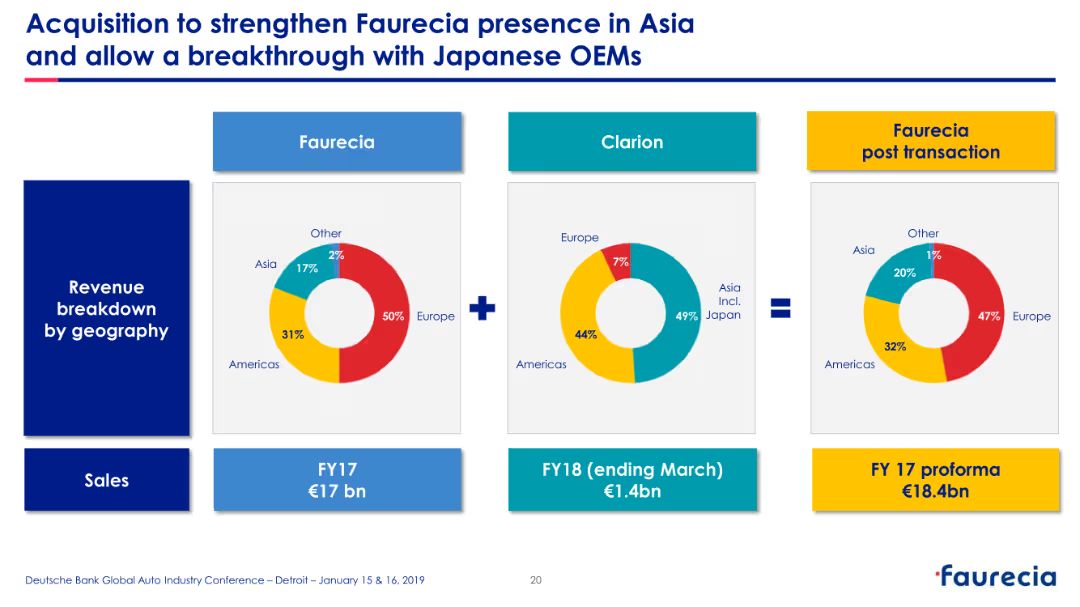 Acquisition to strengthen Faurecia presence in Asia
and allow a breakthrough with Japanese OEMs
Faurecia
Clarion
Faurecia
post transaction
Revenue
breakdown
by geography
Other
2%
Asia
17%
50%
Europe
31%
Americas
Europe
7%
Asia
Incl.
Japan
49%
44%
Americas
Other
1%
Asia
20%
47%
Europe
32%
Americas
Sales
FY17
€17 bn
FY18 (ending March)
€1.4bn
FY 17 proforma
€18.4bn
Deutsche Bank Global Auto Industry Conference – Detroit – January 15 & 16, 2019
20
faurecia